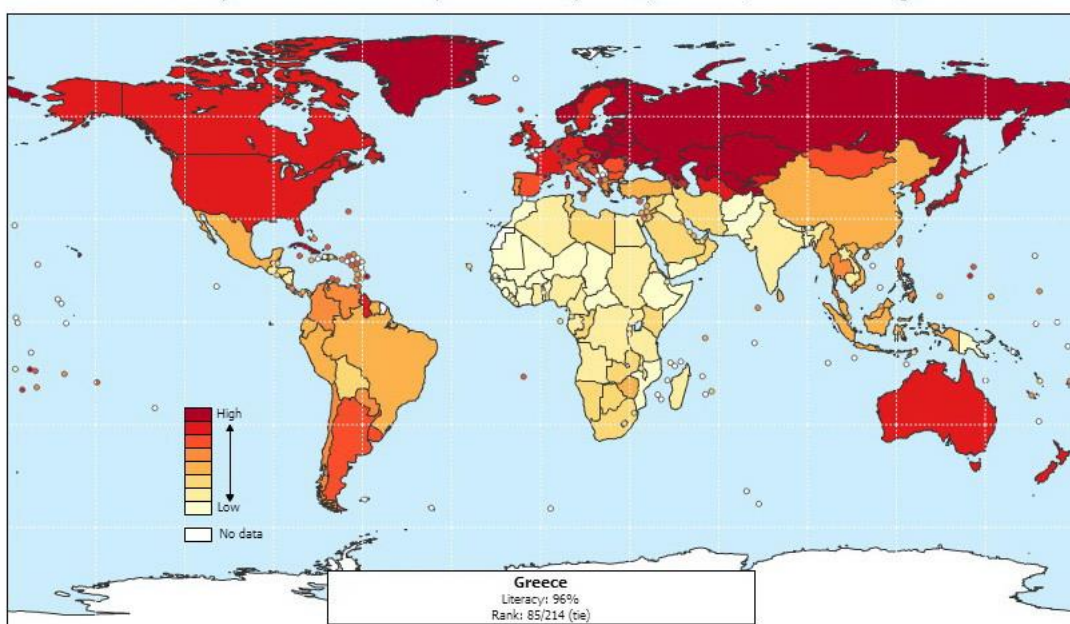 High
Low
No data
Greece
Literacy: 96%
Rank: 85/214 (tie)